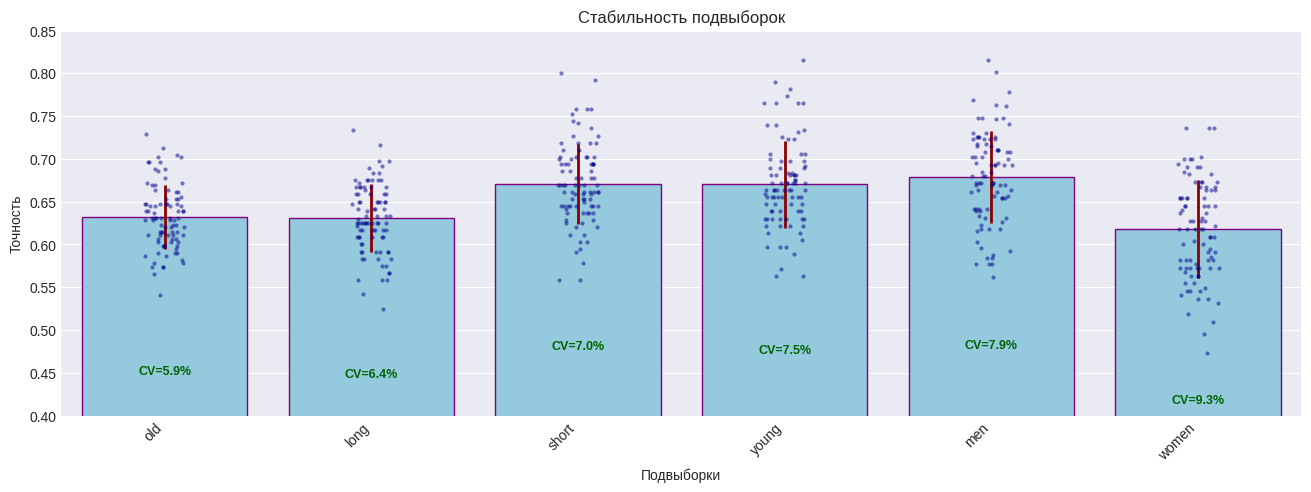 Стабильность подвыборок
Точность
0.85
0.80
0.75
0.70
0.65
0.60
0.55
0.50
0.45
0.40
CV=5.9%
CV=6.4%
CV=7.0%
CV=7.5%
CV=7.9%
CV=9.3%
old
long
short
young
men
women
Подвыборки